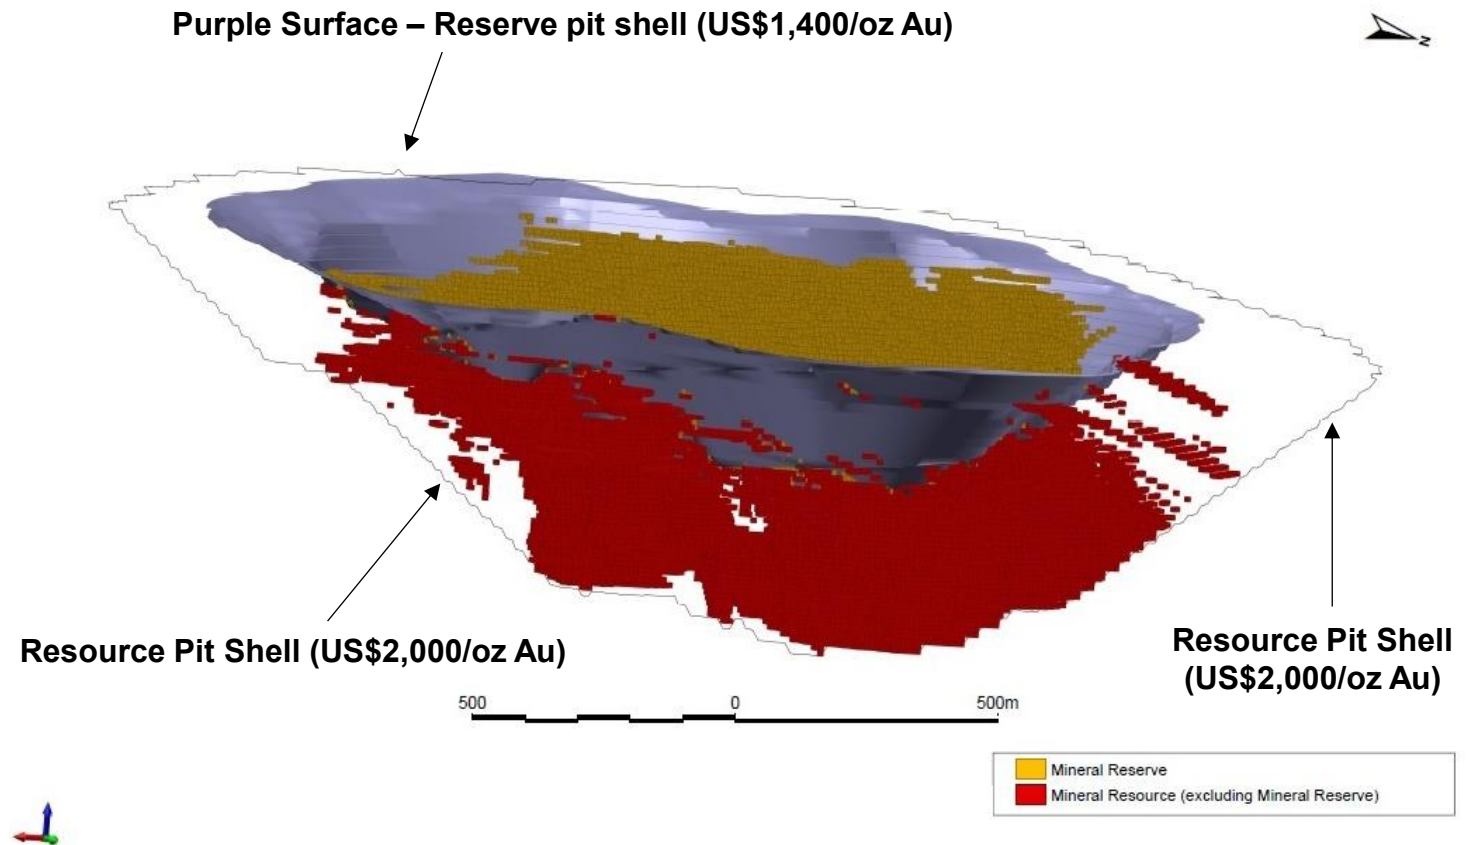 Purple Surface – Reserve pit shell (US$1,400/oz Au)
N
Resource Pit Shell (US$2,000/oz Au)
Resource Pit Shell
(US$2,000/oz Au)
500 0 500m
Mineral Reserve
Mineral Resource (excluding Mineral Reserve)